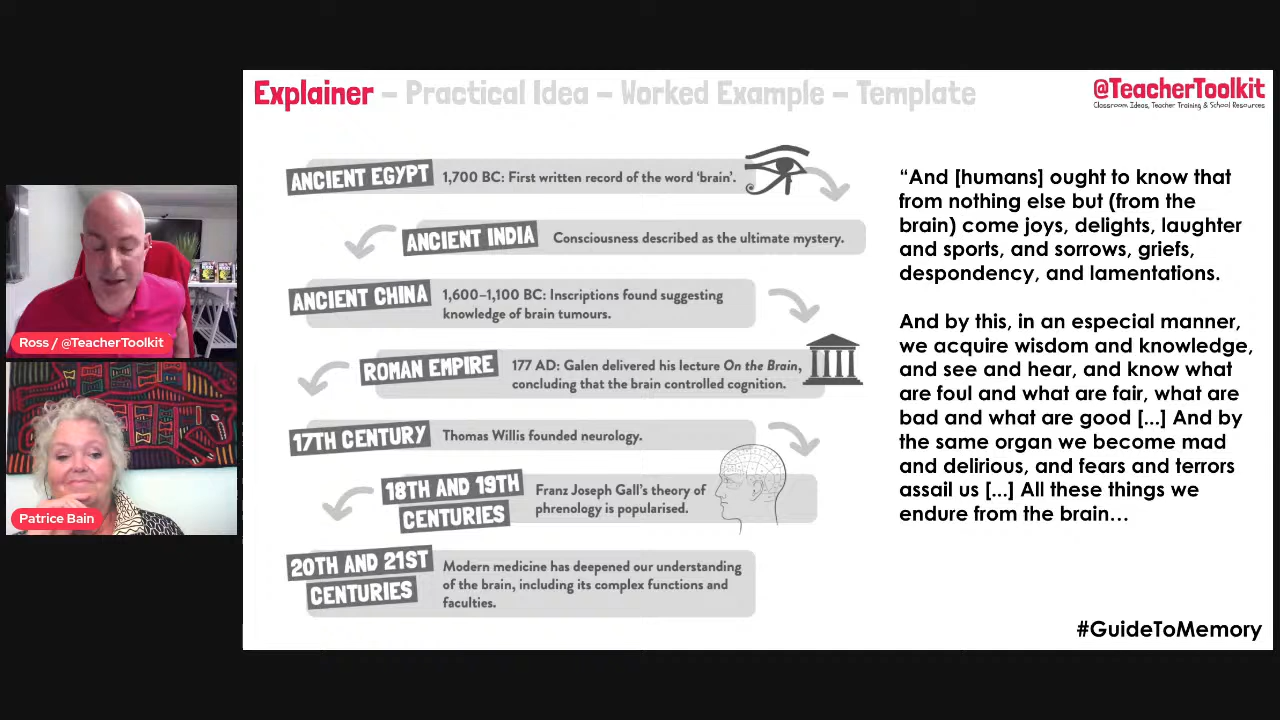 Explainer – Practical Idea – Worked Example – Template
@TeacherToolkit
Classroom Ideas, Teacher Training & School Resources
ANCIENT EGYPT
1,700 BC: First written record of the word ‘brain’.
ANCIENT INDIA
Consciousness described as the ultimate mystery.
ANCIENT CHINA
1,600–1,100 BC: Inscriptions found suggesting
knowledge of brain tumours.
ROMAN EMPIRE
177 AD: Galen delivered his lecture On the Brain,
concluding that the brain controlled cognition.
17TH CENTURY
Thomas Willis founded neurology.
18TH AND 19TH
CENTURIES
Franz Joseph Gall’s theory of
phrenology is popularised.
20TH AND 21ST
CENTURIES
Modern medicine has deepened our understanding
of the brain, including its complex functions and
faculties.
“And [humans] ought to know that
from nothing else but (from the
brain) come joys, delights, laughter
and sports, and sorrows, griefs,
despondency, and lamentations.
And by this, in an especial manner,
we acquire wisdom and knowledge,
and see and hear, and know what
are foul and what are fair, what are
bad and what are good [...] And by
the same organ we become mad
and delirious, and fears and terrors
assail us [...] All these things we
endure from the brain…
#GuideToMemory
Ross / @TeacherToolkit
Patrice Bain